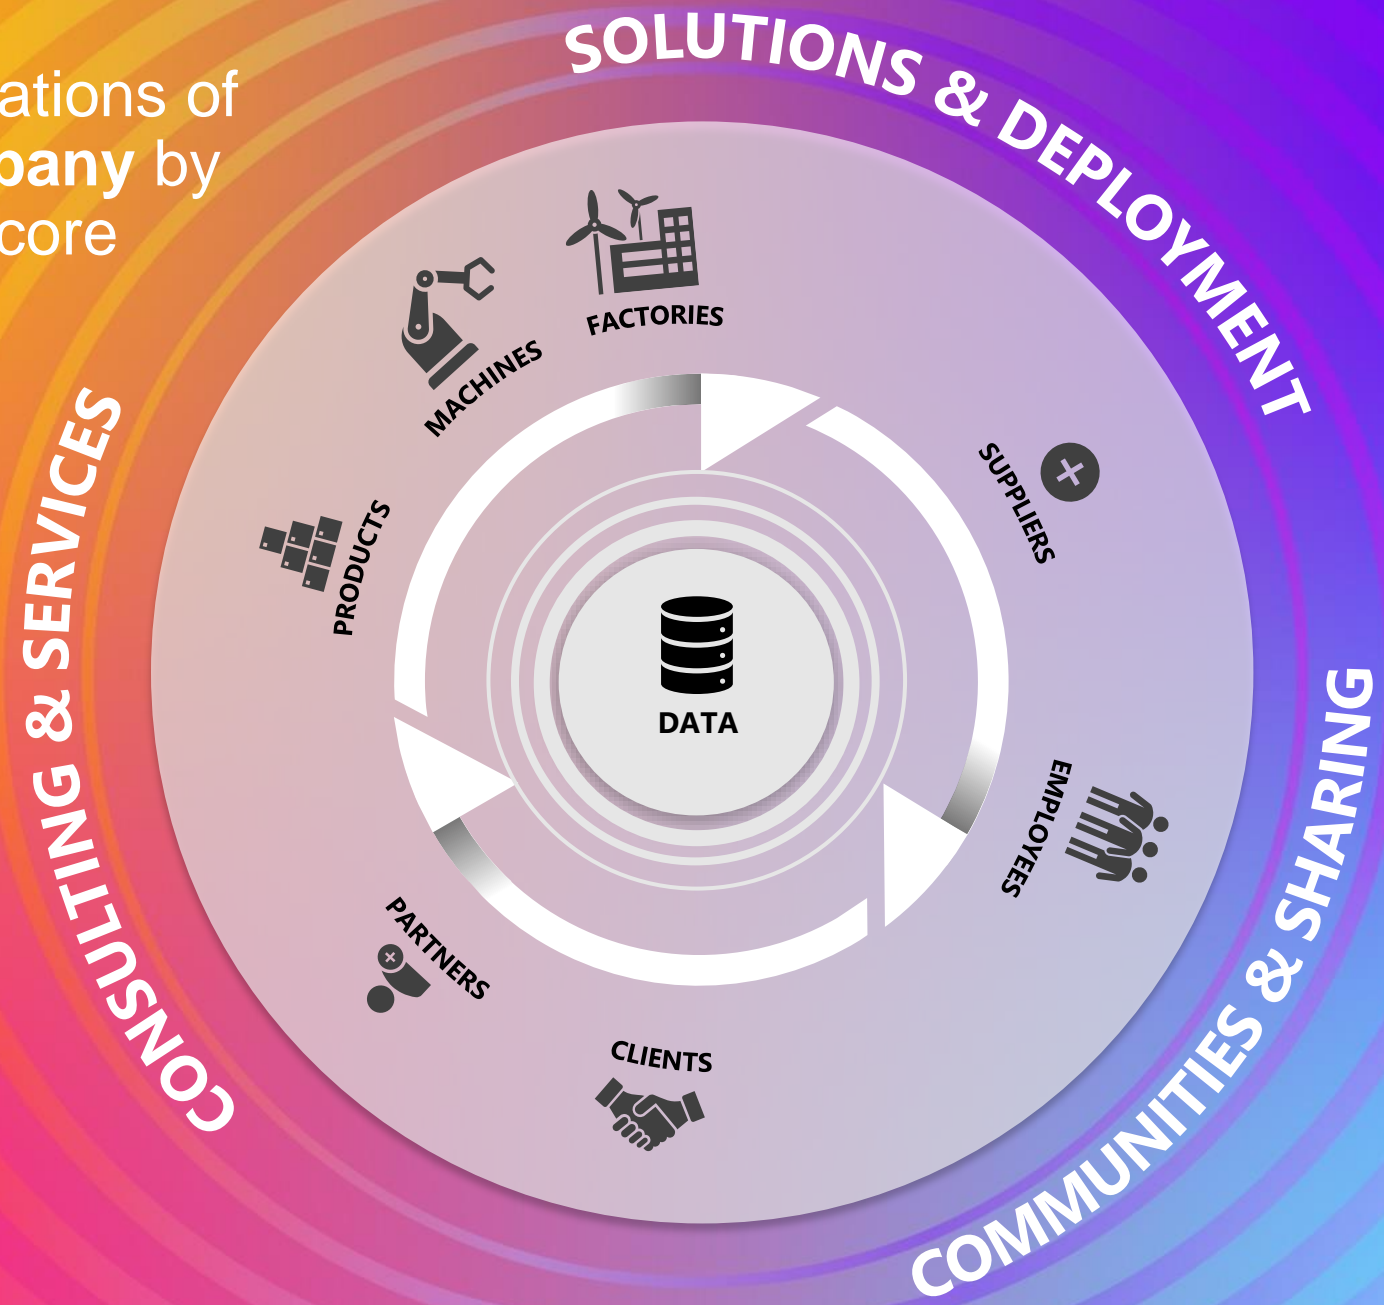 SOLUTIONS & DEPLOYMENT
ations of
pany by
core
FACTORIES
MACHINES
SUPPLIERS
PRODUCTS
CONSULTING & SERVICES
DATA
EMPLOYEES
COMMUNITIES & SHARING
PARTNERS
CLIENTS